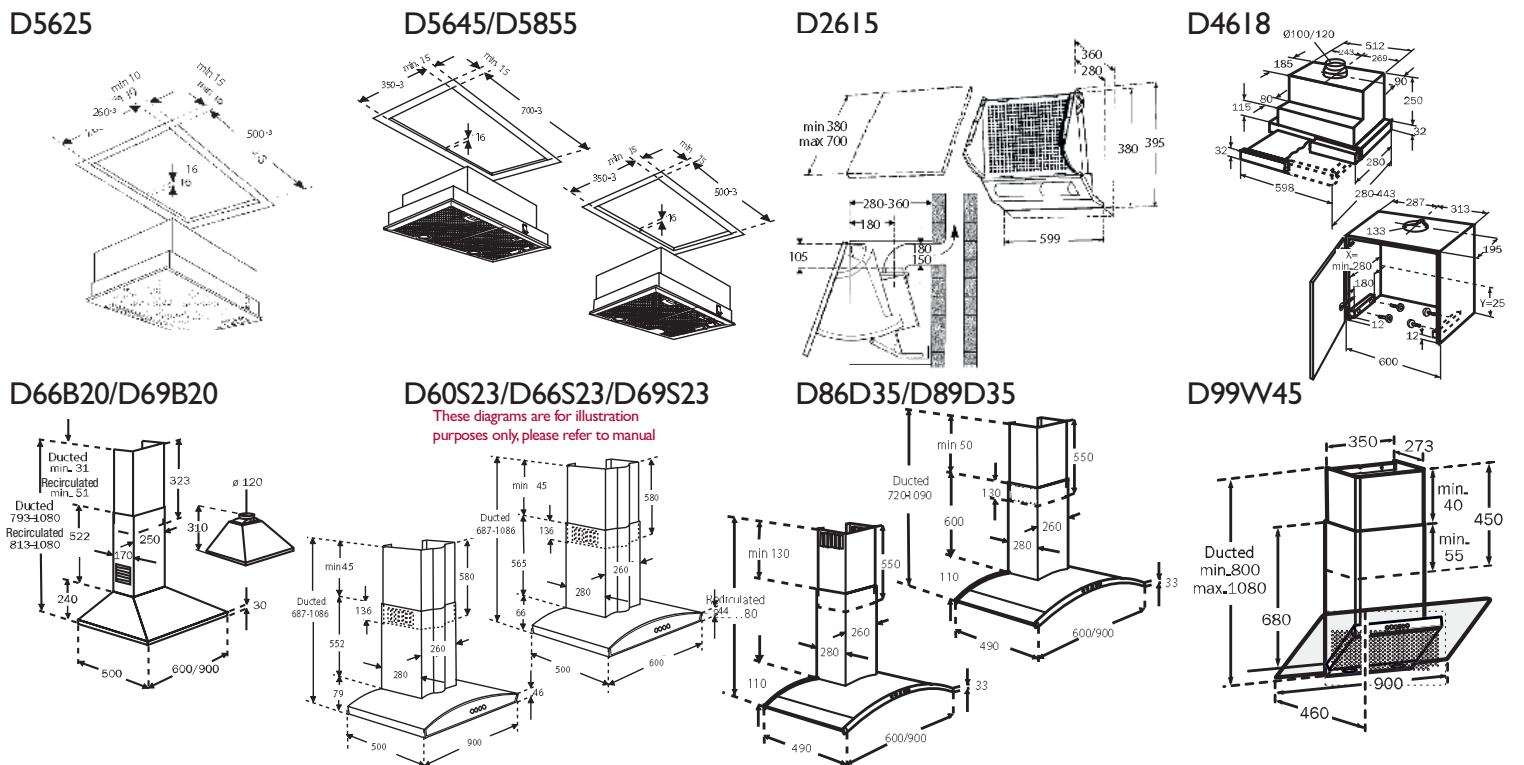 D5625
min 10
min 15
260-3
500-3
16
16
D5645/D5855
min. 15
min. 15
350-3
700-3
16
min. 15
min. 15
350-3
500-3
16
D2615
360
280
min 380
max 700
380
395
280-360
180
180
150
105
599
D4618
Ø100/120
512
243
269
185
90
80
250
115
32
32
280
598
280-443
287
313
133
195
X=
min. 280
180
Y=25
12
12
600
D66B20/D69B20
Ducted
min. 31
Recirculated
min. 51
323
Ducted
793-1080
Recirculated
813-1080
522
250
170
240
30
500
600/900
ø 120
310
D60S23/D66S23/D69S23
These diagrams are for illustration
purposes only, please refer to manual
min 45
580
Ducted
687-1086
136
565
260
280
66
44
500
600
min45
580
Ducted
687-1086
136
552
260
280
79
46
500
900
D86D35/D89D35
min 50
550
Ducted
720-1090
130
600
260
280
110
33
490
600/900
min 130
550
80
260
280
110
33
490
600/900
D99W45
350
273
min.
40
450
min.
55
Ducted
min.800
max.1080
680
900
460